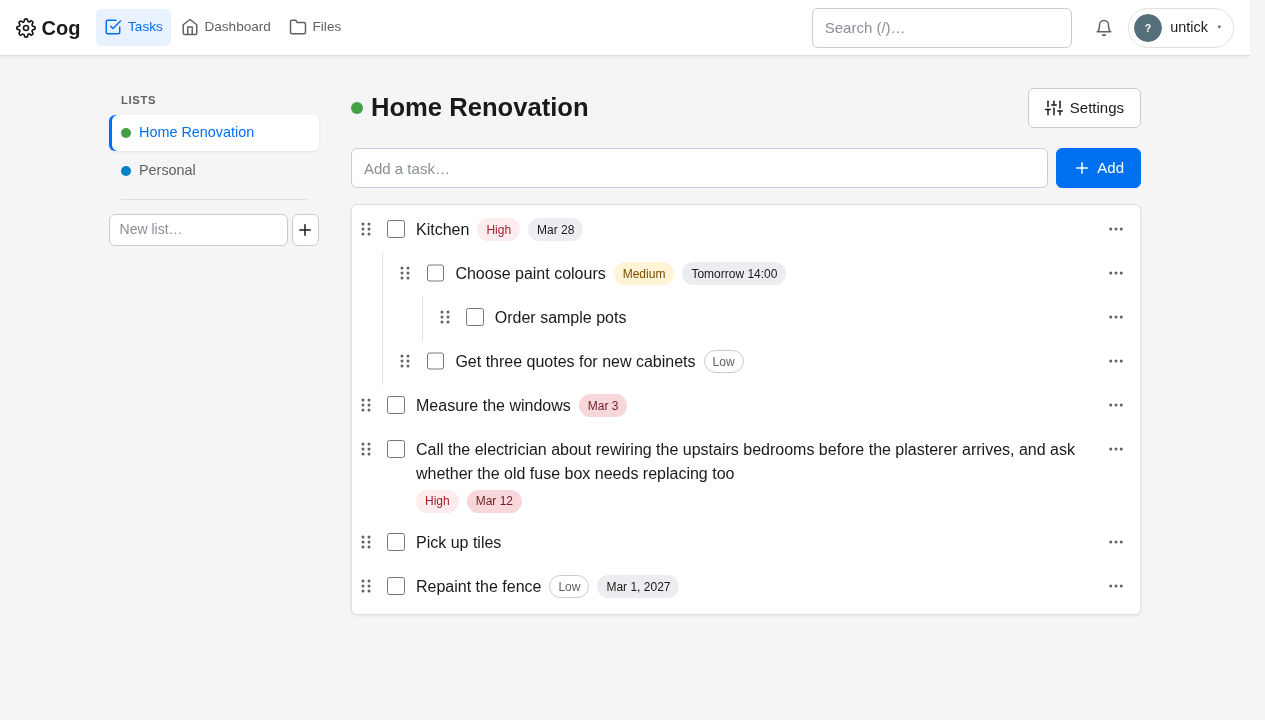 Cog
Tasks
Dashboard
Files
Search (/)…
?
untick
LISTS
Home Renovation
Personal
New list…
Home Renovation
Settings
Add a task…
Add
Kitchen High Mar 28
Choose paint colours Medium Tomorrow 14:00
Order sample pots
Get three quotes for new cabinets Low
Measure the windows Mar 3
Call the electrician about rewiring the upstairs bedrooms before the plasterer arrives, and ask
whether the old fuse box needs replacing too
High Mar 12
Pick up tiles
Repaint the fence Low Mar 1, 2027